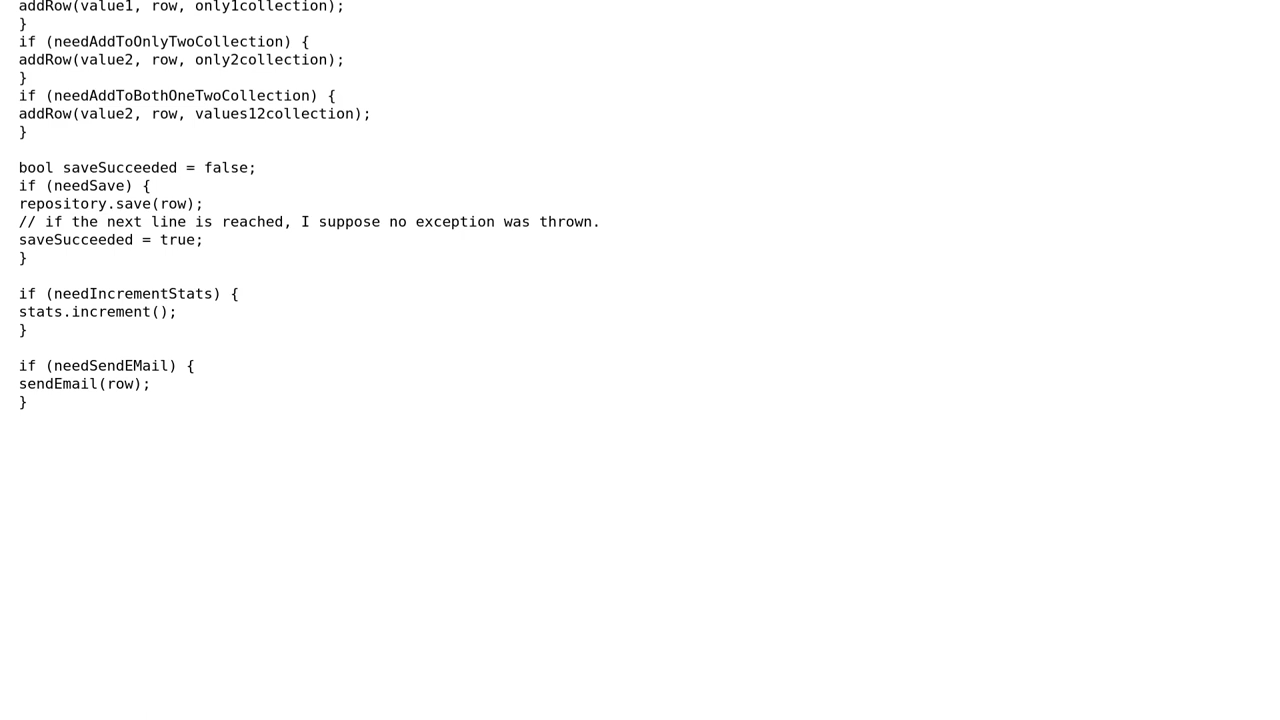 addRow(value1, row, only1collection);
}
if (needAddToOnlyTwoCollection) {
addRow(value2, row, only2collection);
}
if (needAddToBothOneTwoCollection) {
addRow(value2, row, values12collection);
}

bool saveSucceeded = false;
if (needSave) {
repository.save(row);
// if the next line is reached, I suppose no exception was thrown.
saveSucceeded = true;
}

if (needIncrementStats) {
stats.increment();
}

if (needSendEMail) {
sendEmail(row);
}